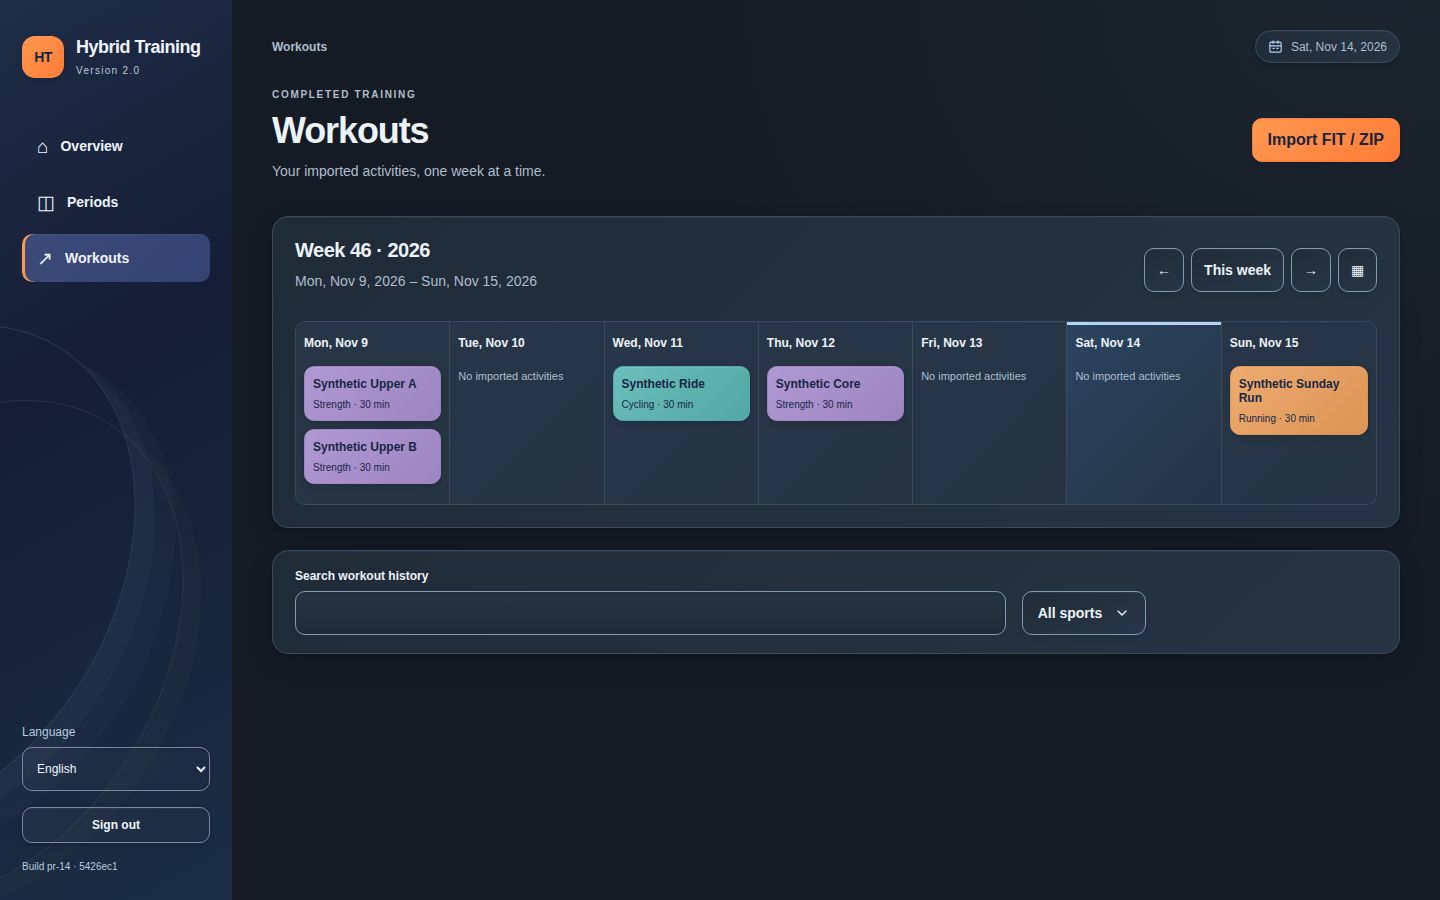 HT
Hybrid Training
Version 2.0
Overview
Periods
Workouts
Language
English
Sign out
Build pr-14 · 5426ec1
Workouts
Sat, Nov 14, 2026
COMPLETED TRAINING
Workouts
Your imported activities, one week at a time.
Import FIT / ZIP
Week 46 · 2026
Mon, Nov 9, 2026 – Sun, Nov 15, 2026
←
This week
→
Mon, Nov 9
Synthetic Upper A
Strength · 30 min
Synthetic Upper B
Strength · 30 min
Tue, Nov 10
No imported activities
Wed, Nov 11
Synthetic Ride
Cycling · 30 min
Thu, Nov 12
Synthetic Core
Strength · 30 min
Fri, Nov 13
No imported activities
Sat, Nov 14
No imported activities
Sun, Nov 15
Synthetic Sunday
Run
Running · 30 min
Search workout history
All sports